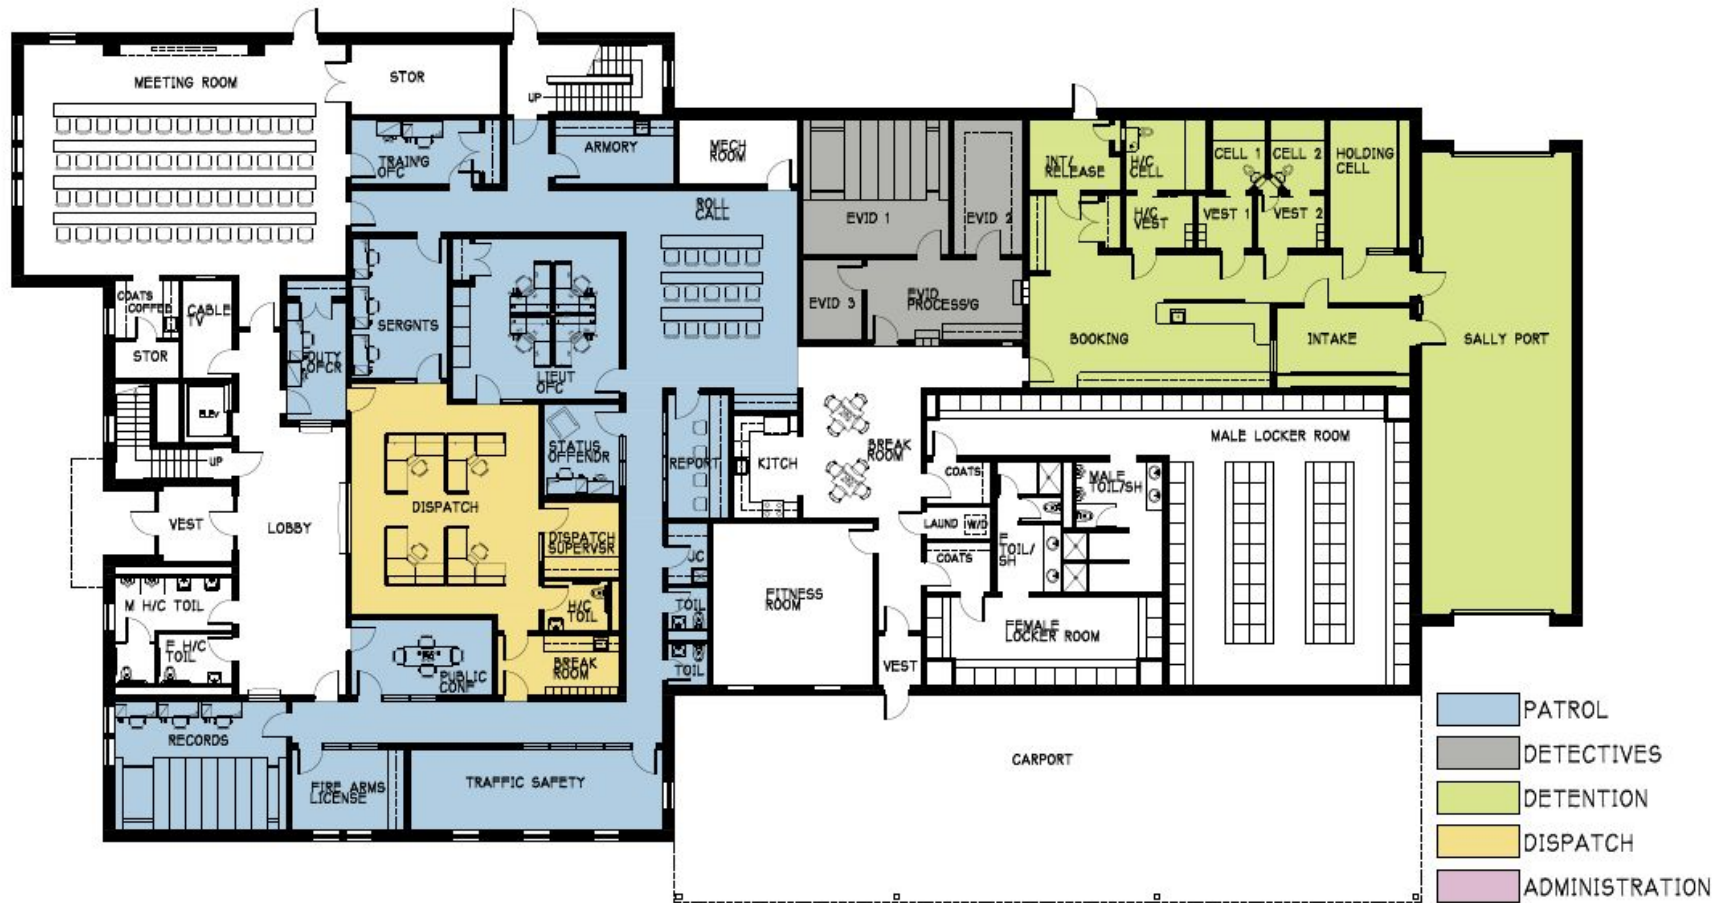 MEETING ROOM
STOR
UP
TRAIN'G
OFC
ARMORY
MECH
ROOM
ROLL
CALL
EVID 1
EVID 2
EVID 3
EVID
PROCESS'G
INT/
RELEASE
H/C
CELL
CELL 1
CELL 2
HOLDING
CELL
H/C
VEST
VEST 1
VEST 2
BOOKING
INTAKE
SALLY PORT
COATS
COFFEE
CABLE
TV
STOR
DUTY
OFCR
SERGNTS
LIEUT
OFC
ELEV
UP
VEST
LOBBY
DISPATCH
STATUS
OFFENDR
DISPATCH
SUPERVSR
REPORT
KITCH
BREAK
ROOM
COATS
LAUND
W/D
COATS
MALE
TOIL/SH
F
TOIL/
SH
MALE LOCKER ROOM
FEMALE
LOCKER ROOM
FITNESS
ROOM
VEST
JC
TOIL
TOIL
H/C
TOIL
BREAK
ROOM
PUBLIC
CONF
M H/C TOIL
F H/C
TOIL
RECORDS
FIRE ARMS
LICENSE
TRAFFIC SAFETY
CARPORT
PATROL
DETECTIVES
DETENTION
DISPATCH
ADMINISTRATION